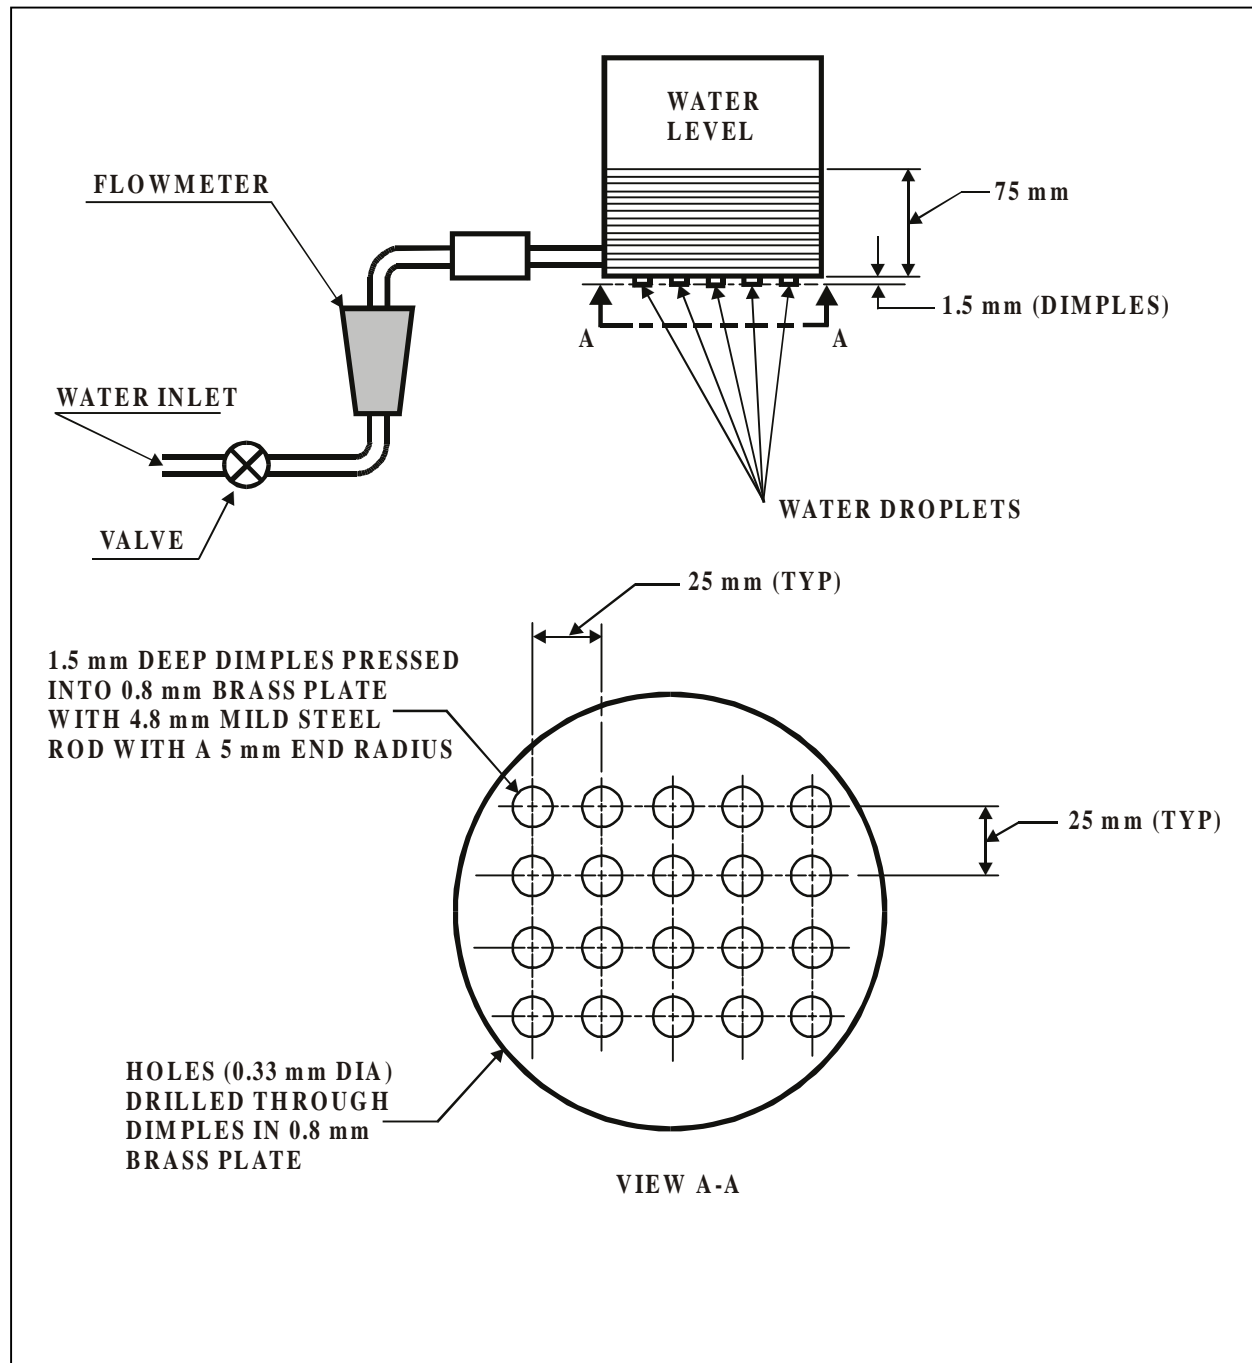 WATER
LEVEL
FLOWMETER
75 mm
1.5 mm (DIMPLES)
A
A
WATER INLET
WATER DROPLETS
VALVE
25 mm (TYP)
1.5 mm DEEP DIMPLES PRESSED
INTO 0.8 mm BRASS PLATE
WITH 4.8 mm MILD STEEL
ROD WITH A 5 mm END RADIUS
25 mm (TYP)
HOLES (0.33 mm DIA)
DRILLED THROUGH
DIMPLES IN 0.8 mm
BRASS PLATE
VIEW A-A